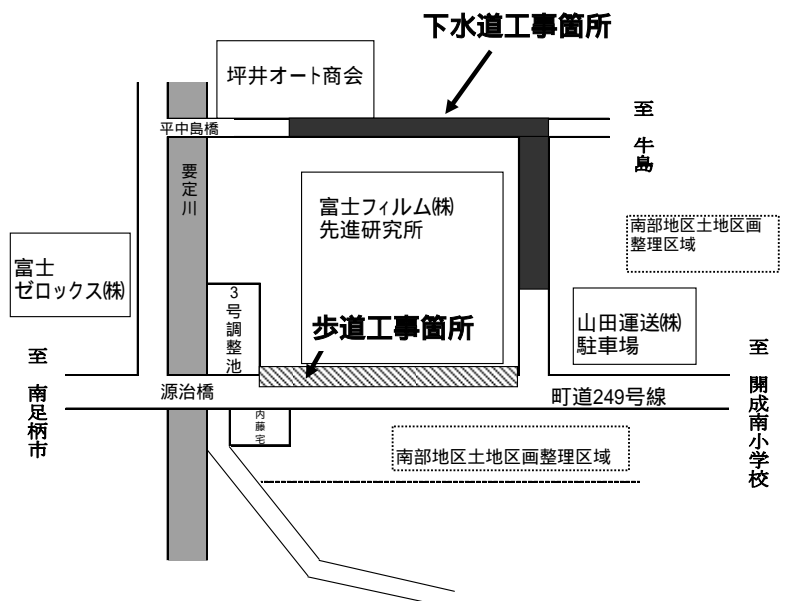 下水道工事箇所
坪井オート商会
至 牛島
平中島橋
要定川
富士フィルム㈱
先進研究所
南部地区土地区画
整理区域
富士
ゼロックス㈱
3号調整池
歩道工事箇所
山田運送㈱
駐車場
至 南足柄市
至 開成南小学校
源治橋
町道249号線
内藤宅
南部地区土地区画整理区域